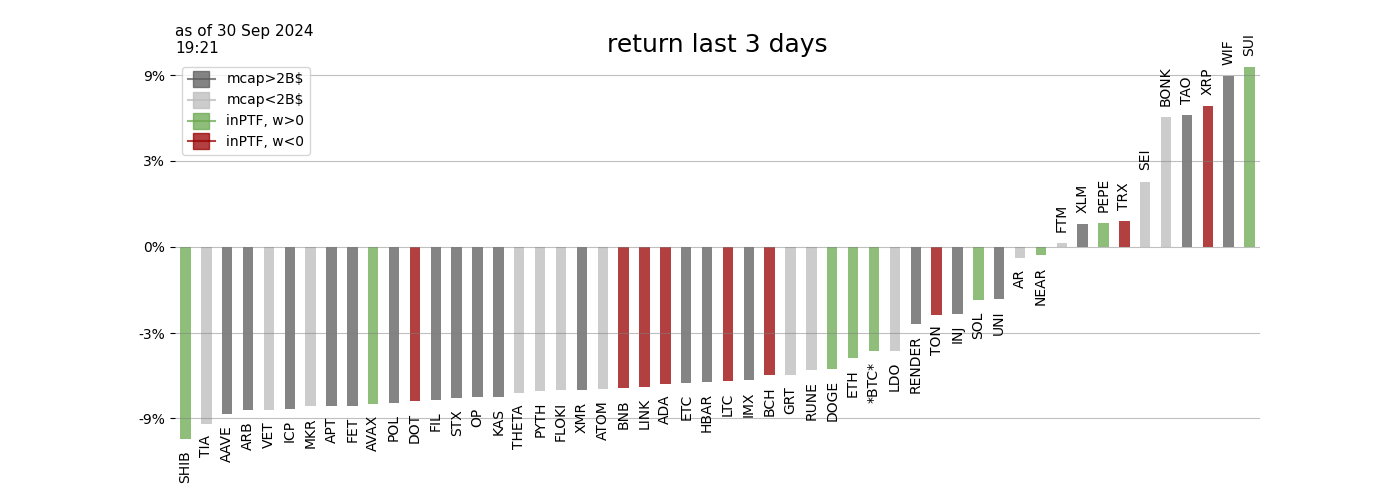 as of 30 Sep 2024
19:21
return last 3 days
mcap>2B$
mcap<2B$
inPTF, w>0
inPTF, w<0
9%
3%
0%
-3%
-9%
SHIB
TIA
AAVE
ARB
VET
ICP
MKR
APT
FET
AVAX
POL
DOT
FIL
STX
OP
KAS
THETA
PYTH
FLOKI
XMR
ATOM
BNB
LINK
ADA
ETC
HBAR
LTC
IMX
BCH
GRT
RUNE
DOGE
ETH
*BTC*
LDO
RENDER
TON
INJ
SOL
UNI
AR
NEAR
FTM
XLM
PEPE
TRX
SEI
BONK
TAO
XRP
WIF
SUI